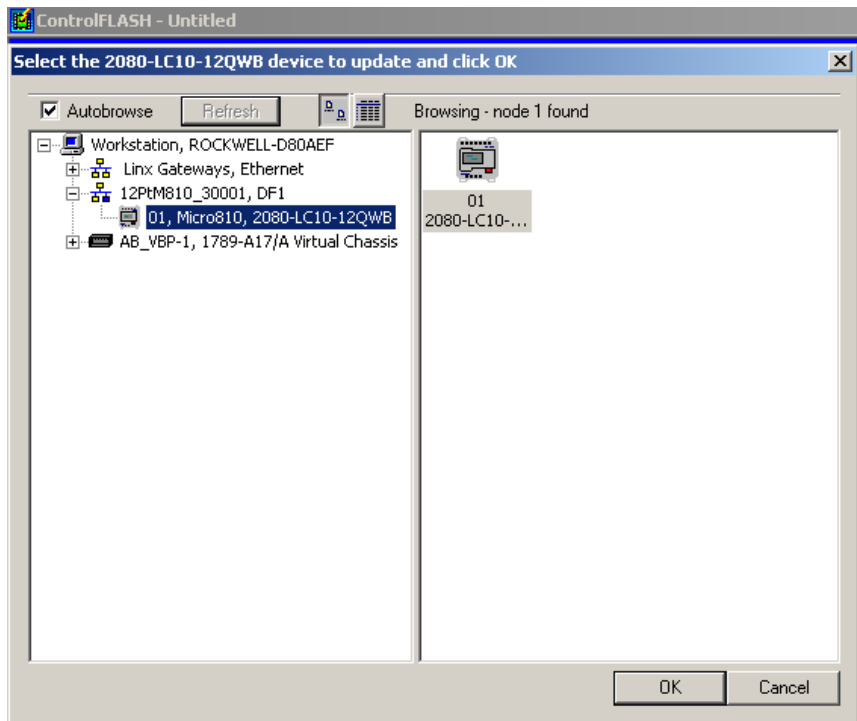 ControlFLASH - Untitled
Select the 2080-LC10-12QWB device to update and click OK
Autobrowse Refresh Browsing - node 1 found
Workstation, ROCKWELL-D80AEF
Linx Gateways, Ethernet
12PtM810_30001, DF1
01, Micro810, 2080-LC10-12QWB
AB_VBP-1, 1789-A17/A Virtual Chassis
01
2080-LC10-...
OK Cancel